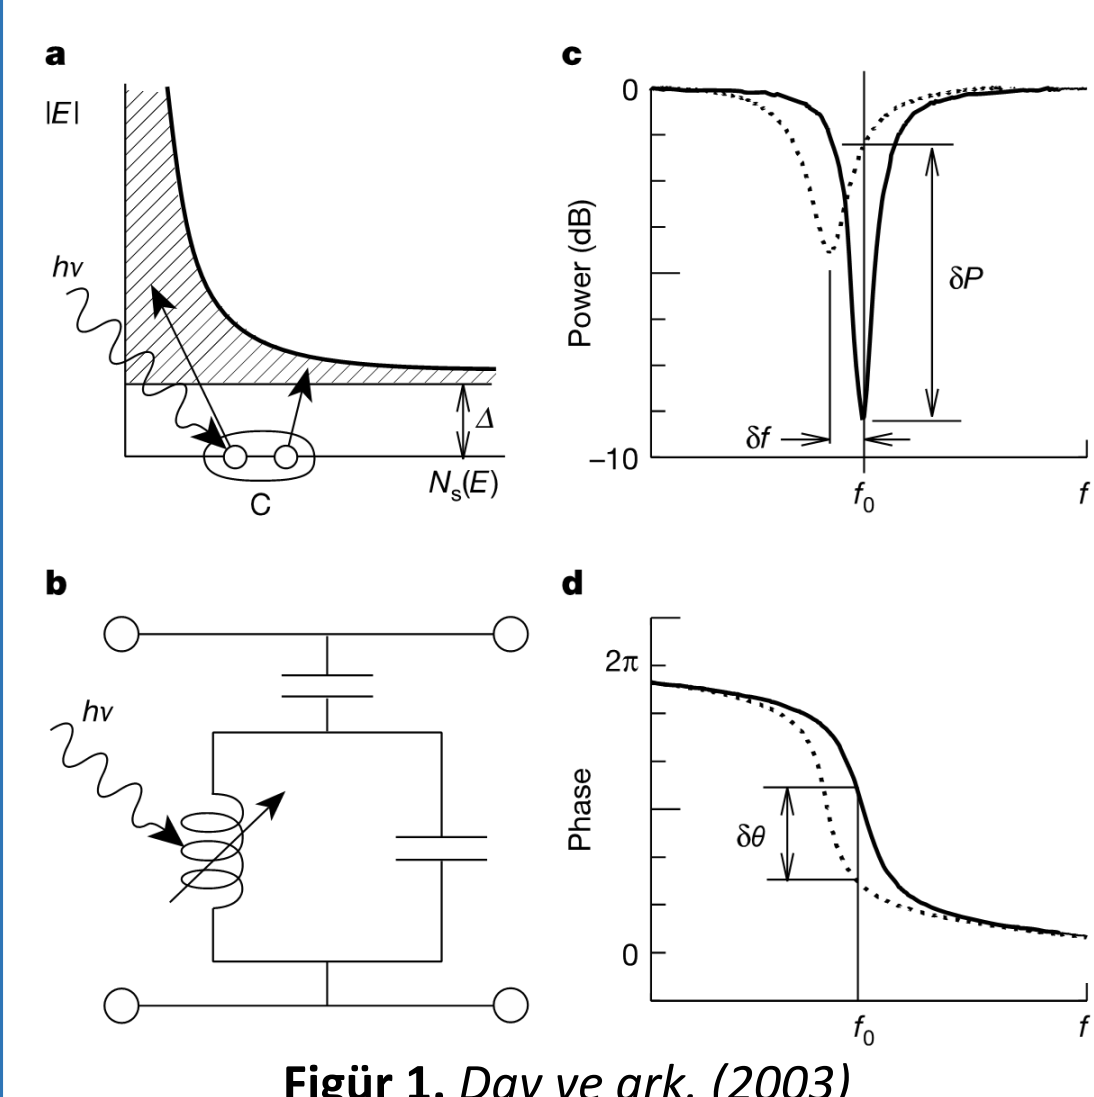 a
|E|
hν
Δ
Nₛ(E)
C
b
hν
c
0
Power (dB)
δP
δf
–10
f₀
f
d
2π
Phase
δθ
0
f₀
f
Figür 1. Day ve ark. (2003)